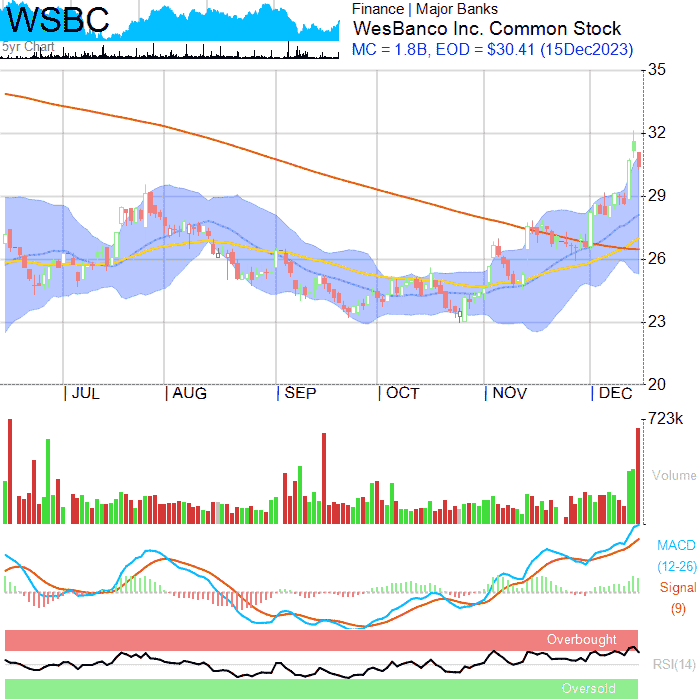 WSBC
5yr Chart
Finance | Major Banks
WesBanco Inc. Common Stock
MC = 1.8B, EOD = $30.41 (15Dec2023)
35
32
29
26
23
20
| JUL | AUG | SEP | OCT | NOV | DEC
723k
Volume
MACD
(12-26)
Signal
(9)
Overbought
RSI(14)
Oversold